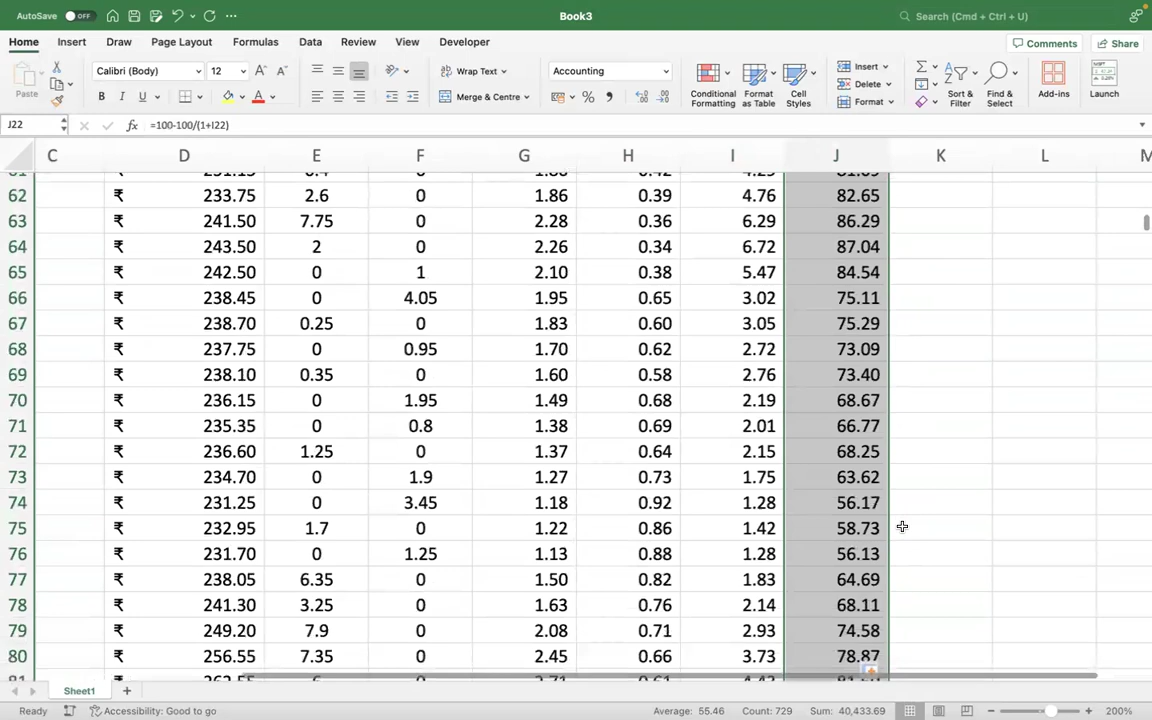 AutoSave OFF Book3 Search (Cmd + Ctrl + U)
Home Insert Draw Page Layout Formulas Data Review View Developer Comments Share
Paste Calibri (Body) 12 A A Wrap Text Accounting Conditional Formatting Format as Table Cell Styles Insert Sort & Filter Find & Select Add-ins Launch
B I U A Merge & Centre % , Delete Format
J22 fx =100-100/(1+I22)
C D E F G H I J K L M
62 ₹ 233.75 2.6 0 1.86 0.39 4.76 82.65
63 ₹ 241.50 7.75 0 2.28 0.36 6.29 86.29
64 ₹ 243.50 2 0 2.26 0.34 6.72 87.04
65 ₹ 242.50 0 1 2.10 0.38 5.47 84.54
66 ₹ 238.45 0 4.05 1.95 0.65 3.02 75.11
67 ₹ 238.70 0.25 0 1.83 0.60 3.05 75.29
68 ₹ 237.75 0 0.95 1.70 0.62 2.72 73.09
69 ₹ 238.10 0.35 0 1.60 0.58 2.76 73.40
70 ₹ 236.15 0 1.95 1.49 0.68 2.19 68.67
71 ₹ 235.35 0 0.8 1.38 0.69 2.01 66.77
72 ₹ 236.60 1.25 0 1.37 0.64 2.15 68.25
73 ₹ 234.70 0 1.9 1.27 0.73 1.75 63.62
74 ₹ 231.25 0 3.45 1.18 0.92 1.28 56.17
75 ₹ 232.95 1.7 0 1.22 0.86 1.42 58.73
76 ₹ 231.70 0 1.25 1.13 0.88 1.28 56.13
77 ₹ 238.05 6.35 0 1.50 0.82 1.83 64.69
78 ₹ 241.30 3.25 0 1.63 0.76 2.14 68.11
79 ₹ 249.20 7.9 0 2.08 0.71 2.93 74.58
80 ₹ 256.55 7.35 0 2.45 0.66 3.73 78.87
Sheet1
Ready Accessibility: Good to go Average: 55.46 Count: 729 Sum: 40,433.69 200%